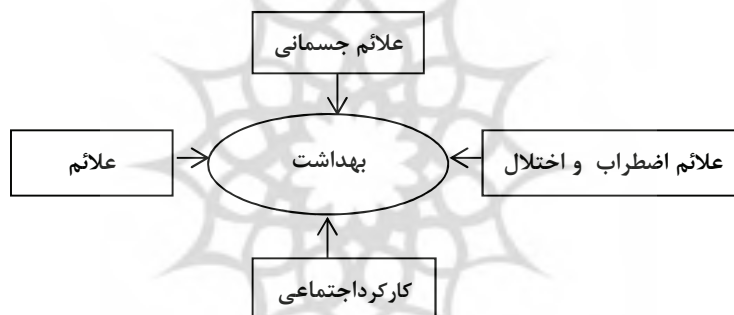 علائم جسمانی
علائم اضطراب و اختلال
بهداشت
علائم
کارکرداجتماعی